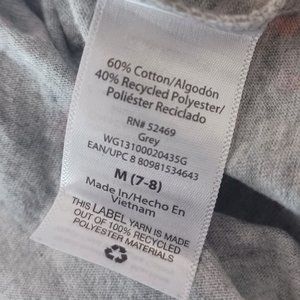 60% Cotton/Algodón
40% Recycled Polyester/
Poliéster Reciclado
RN# 52469
Grey
WG13100020435G
EAN/UPC 8 80981534643
M (7-8)
Made In/Hecho En
Vietnam
THIS LABEL YARN IS MADE
OUT OF 100% RECYCLED
POLYESTER MATERIALS